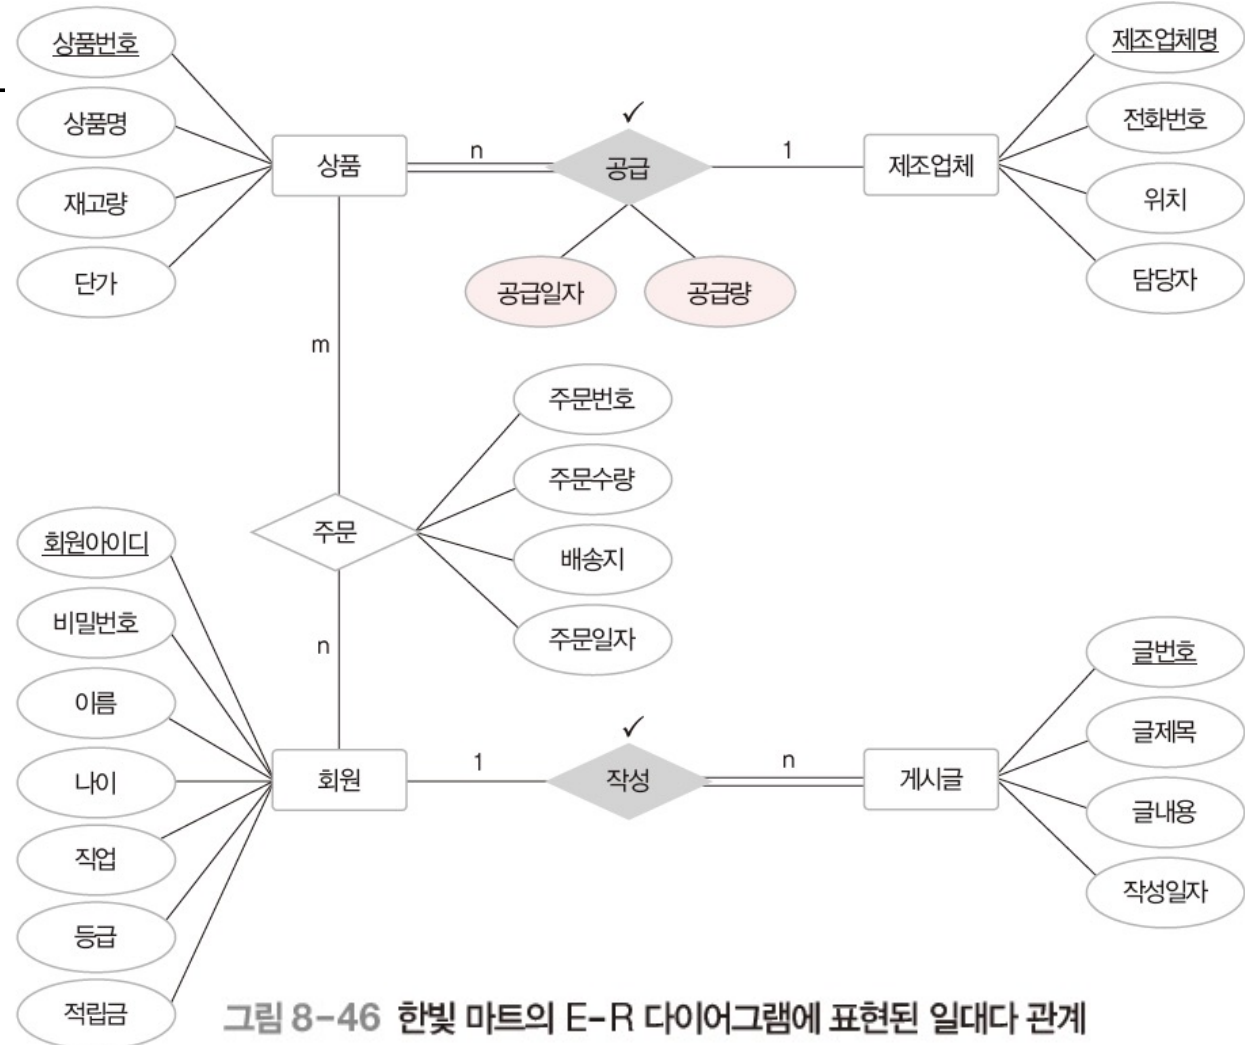 상품번호
상품명
재고량
단가
상품
n
✓
공급
1
제조업체
제조업체명
전화번호
위치
담당자
공급일자
공급량
m
주문
주문번호
주문수량
배송지
주문일자
n
회원아이디
비밀번호
이름
나이
직업
등급
적립금
회원
1
✓
작성
n
게시글
글번호
글제목
글내용
작성일자
그림 8-46 한빛 마트의 E-R 다이어그램에 표현된 일대다 관계